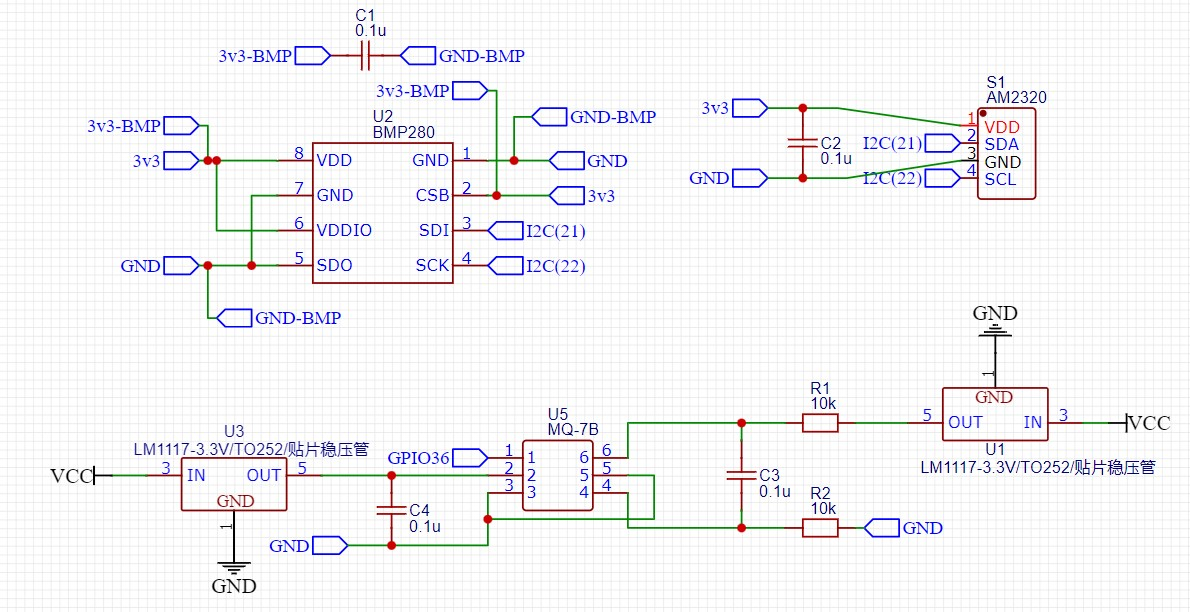 C1
0.1u
3v3-BMP
GND-BMP
3v3-BMP
U2
BMP280
3v3-BMP
GND-BMP
3v3
8
VDD
GND
1
GND
7
GND
CSB
2
3v3
6
VDDIO
SDI
3
I2C(21)
GND
5
SDO
SCK
4
I2C(22)
GND-BMP
S1
AM2320
3v3
1
VDD
C2
0.1u
I2C(21)
2
SDA
3
GND
GND
I2C(22)
4
SCL
GND
1
GND
R1
10k
5
OUT
IN
3
VCC
U1
LM1117-3.3V/TO252/贴片稳压管
U3
LM1117-3.3V/TO252/贴片稳压管
VCC
3
IN
OUT
5
GND
1
GND
U5
MQ-7B
GPIO36
1
1
6
6
2
2
5
5
3
3
4
4
C4
0.1u
GND
C3
0.1u
R2
10k
GND